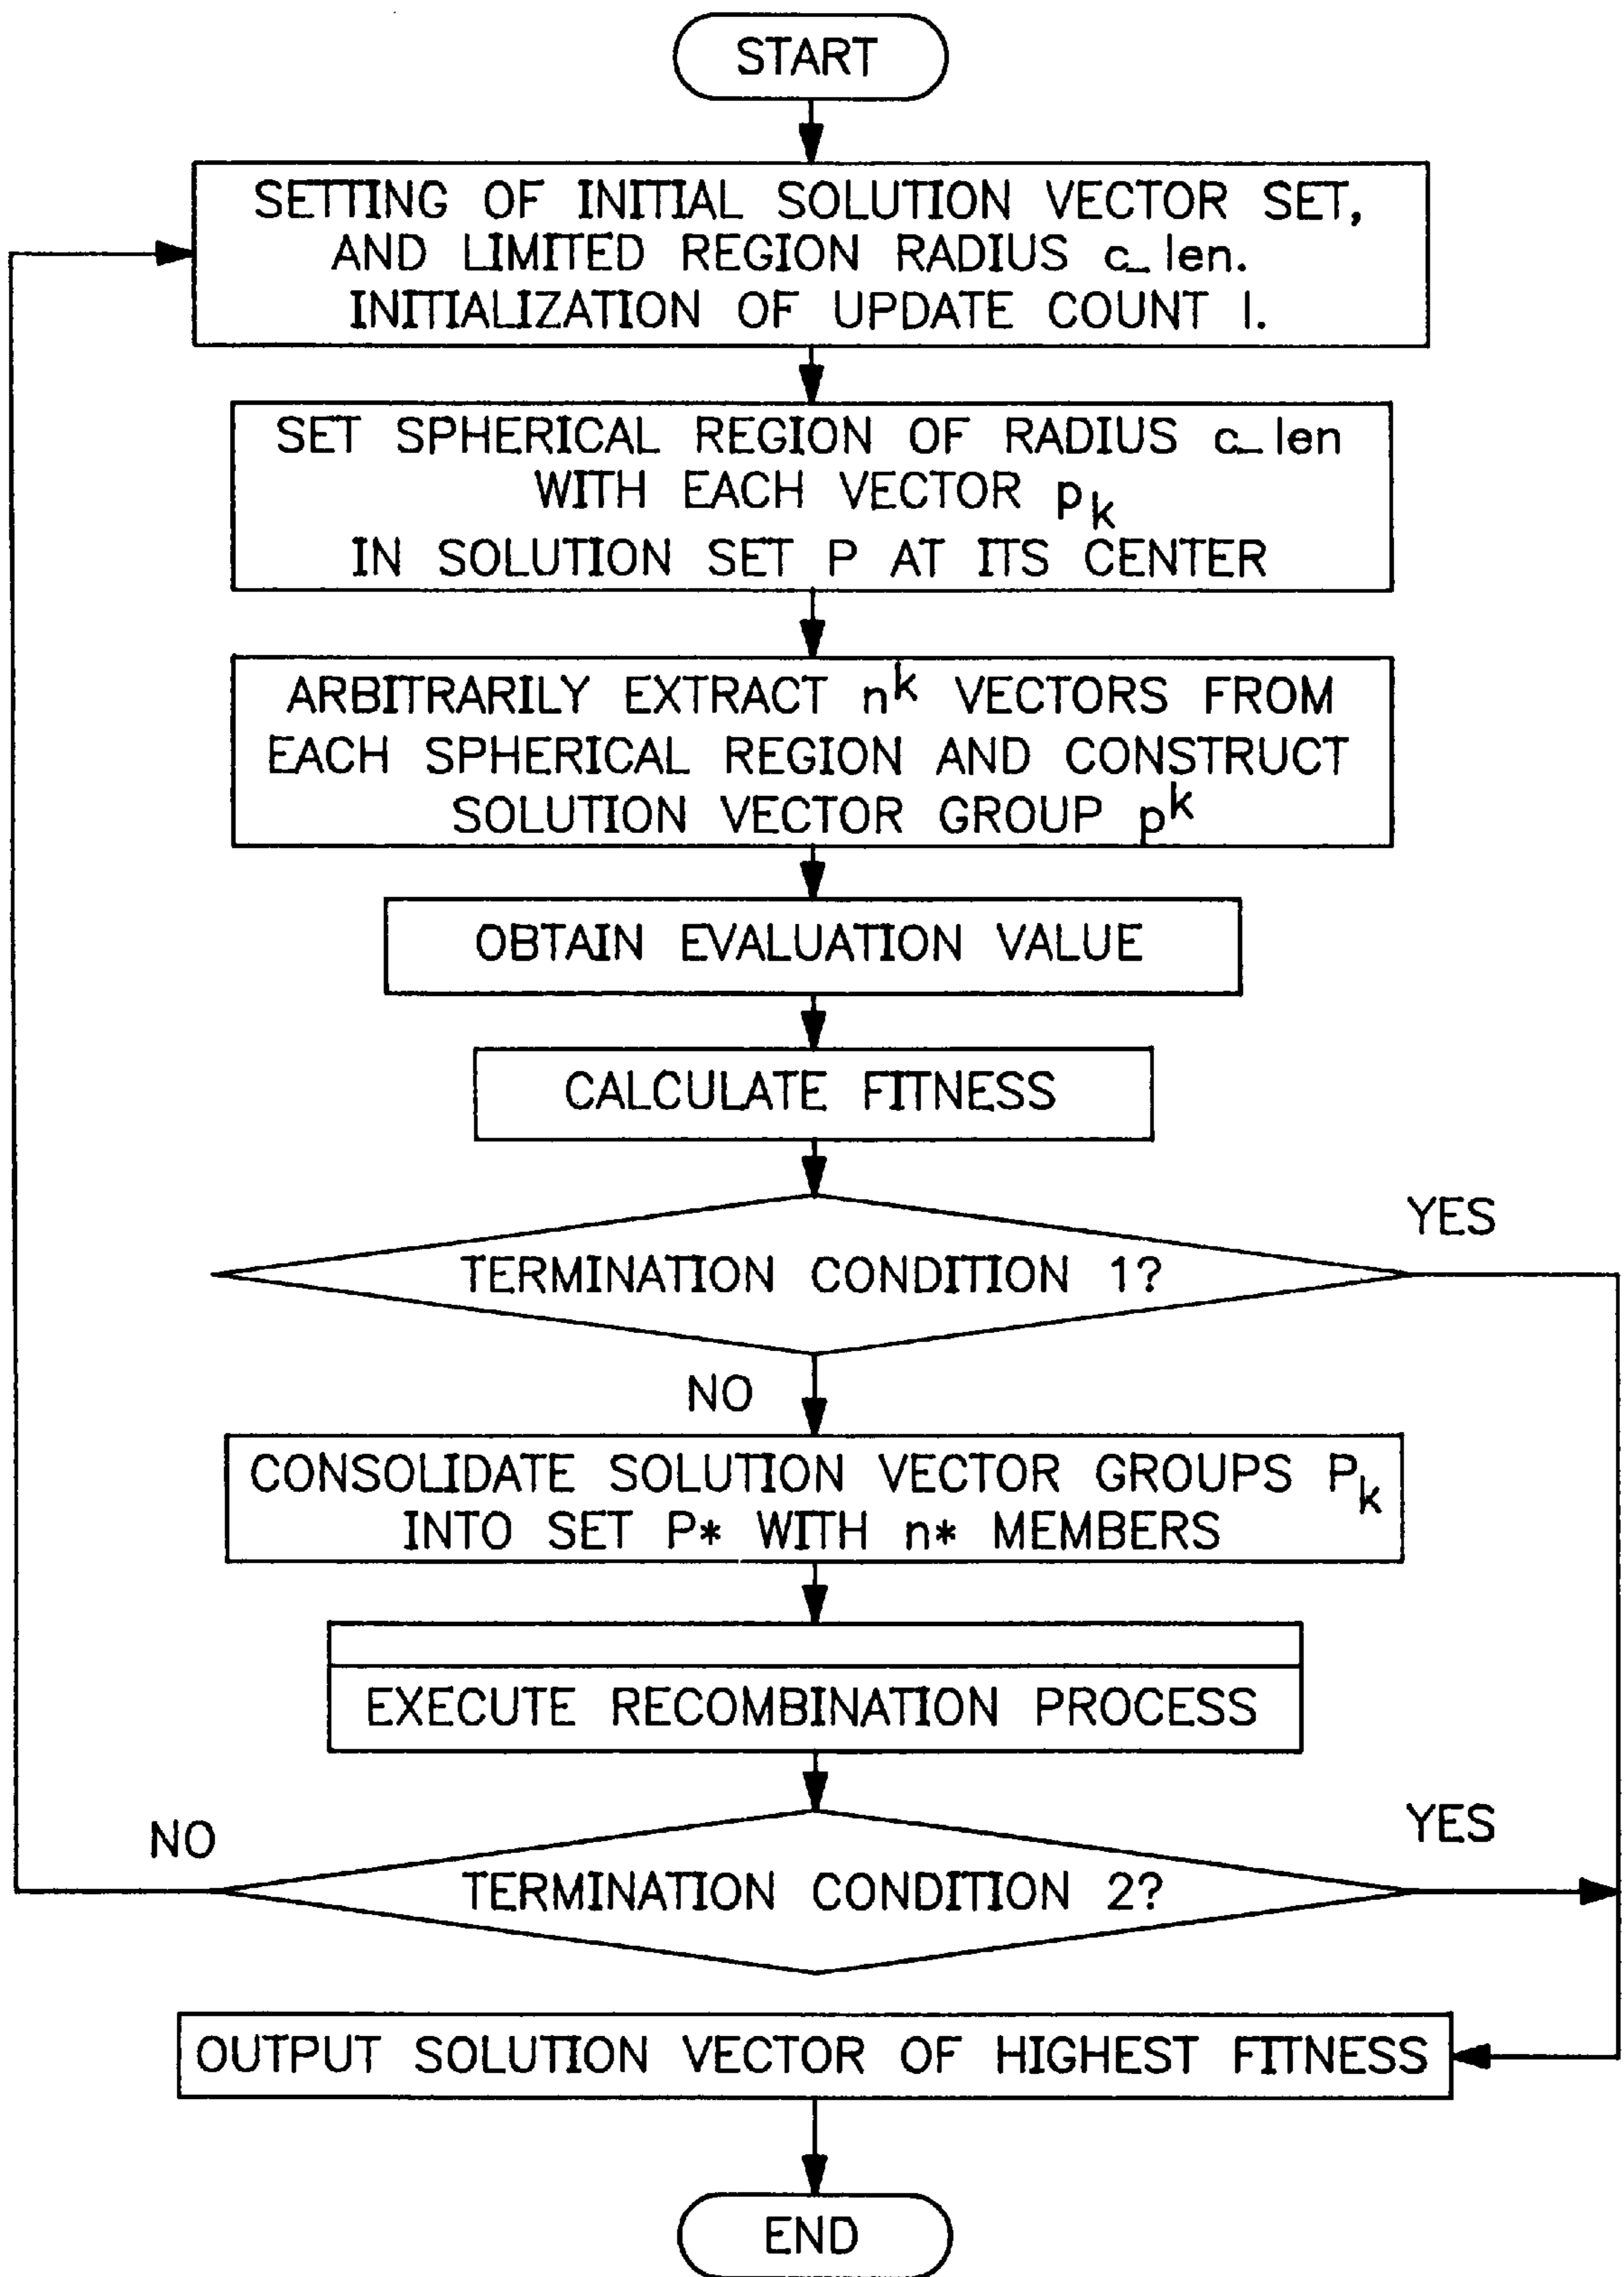 START
SETTING OF INITIAL SOLUTION VECTOR SET,
AND LIMITED REGION RADIUS c_len.
INITIALIZATION OF UPDATE COUNT l.
SET SPHERICAL REGION OF RADIUS c_len
WITH EACH VECTOR pₖ
IN SOLUTION SET P AT ITS CENTER
ARBITRARILY EXTRACT nᵏ VECTORS FROM
EACH SPHERICAL REGION AND CONSTRUCT
SOLUTION VECTOR GROUP pᵏ
OBTAIN EVALUATION VALUE
CALCULATE FITNESS
YES
TERMINATION CONDITION 1?
NO
CONSOLIDATE SOLUTION VECTOR GROUPS Pₖ
INTO SET P* WITH n* MEMBERS
EXECUTE RECOMBINATION PROCESS
NO
YES
TERMINATION CONDITION 2?
OUTPUT SOLUTION VECTOR OF HIGHEST FITNESS
END